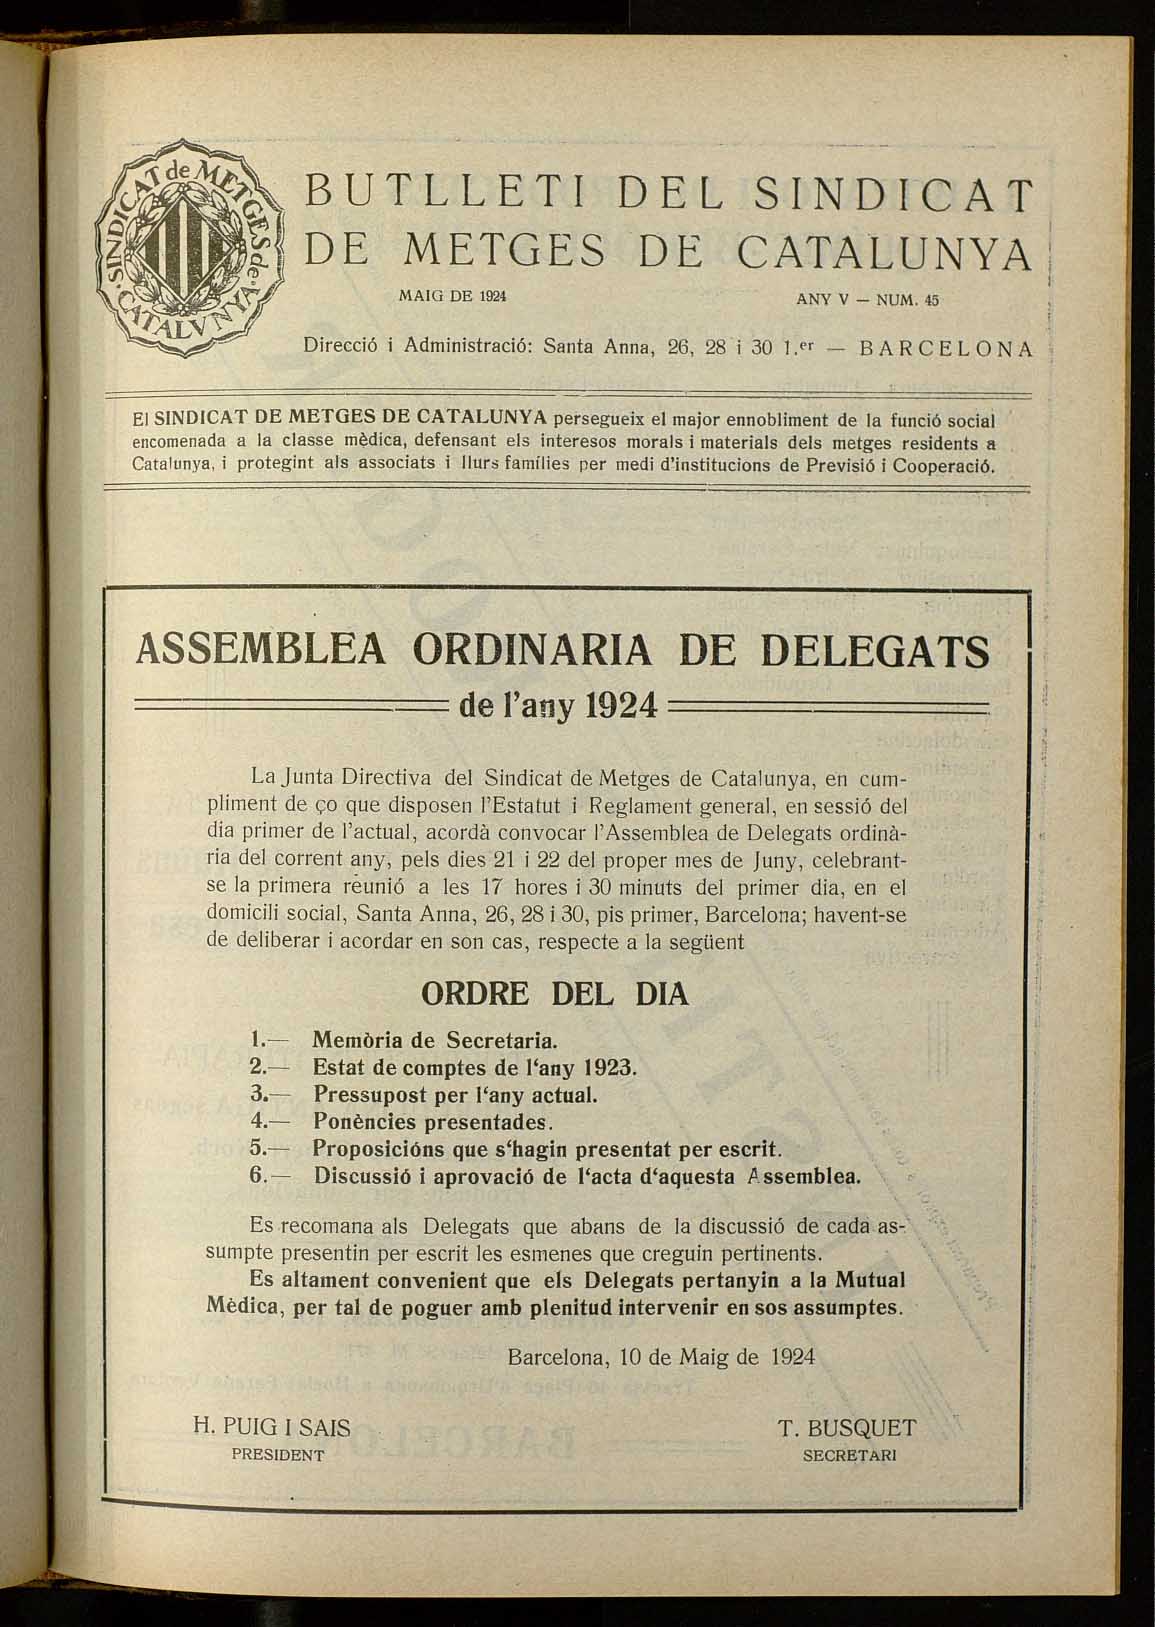 SINDICAT de METGES de CATALVNYA
BUTLLETI DEL SINDICAT
DE METGES DE CATALUNYA
MAIG DE 1924 ANY V — NUM. 45
Direcció i Administració: Santa Anna, 26, 28 i 30 1.er — BARCELONA
El SINDICAT DE METGES DE CATALUNYA persegueix el major ennobliment de la funció social
encomenada a la classe mèdica, defensant els interesos morals i materials dels metges residents a
Catalunya, i protegint als associats i llurs famílies per medi d'institucions de Previsió i Cooperació.
ASSEMBLEA ORDINARIA DE DELEGATS
de l'any 1924
La Junta Directiva del Sindicat de Metges de Catalunya, en cum-
pliment de ço que disposen l'Estatut i Reglament general, en sessió del
dia primer de l'actual, acordà convocar l'Assemblea de Delegats ordinà-
ria del corrent any, pels dies 21 i 22 del proper mes de Juny, celebrant-
se la primera reunió a les 17 hores i 30 minuts del primer dia, en el
domicili social, Santa Anna, 26, 28 i 30, pis primer, Barcelona; havent-se
de deliberar i acordar en son cas, respecte a la següent
ORDRE DEL DIA
1.— Memòria de Secretaria.
2.— Estat de comptes de l‘any 1923.
3.— Pressupost per l‘any actual.
4.— Ponències presentades.
5.— Proposicións que s‘hagin presentat per escrit.
6.— Discussió i aprovació de l‘acta d‘aquesta Assemblea.
Es recomana als Delegats que abans de la discussió de cada as-
sumpte presentin per escrit les esmenes que creguin pertinents.
Es altament convenient que els Delegats pertanyin a la Mutual
Mèdica, per tal de poguer amb plenitud intervenir en sos assumptes.
Barcelona, 10 de Maig de 1924
H. PUIG I SAIS T. BUSQUET
PRESIDENT SECRETARI